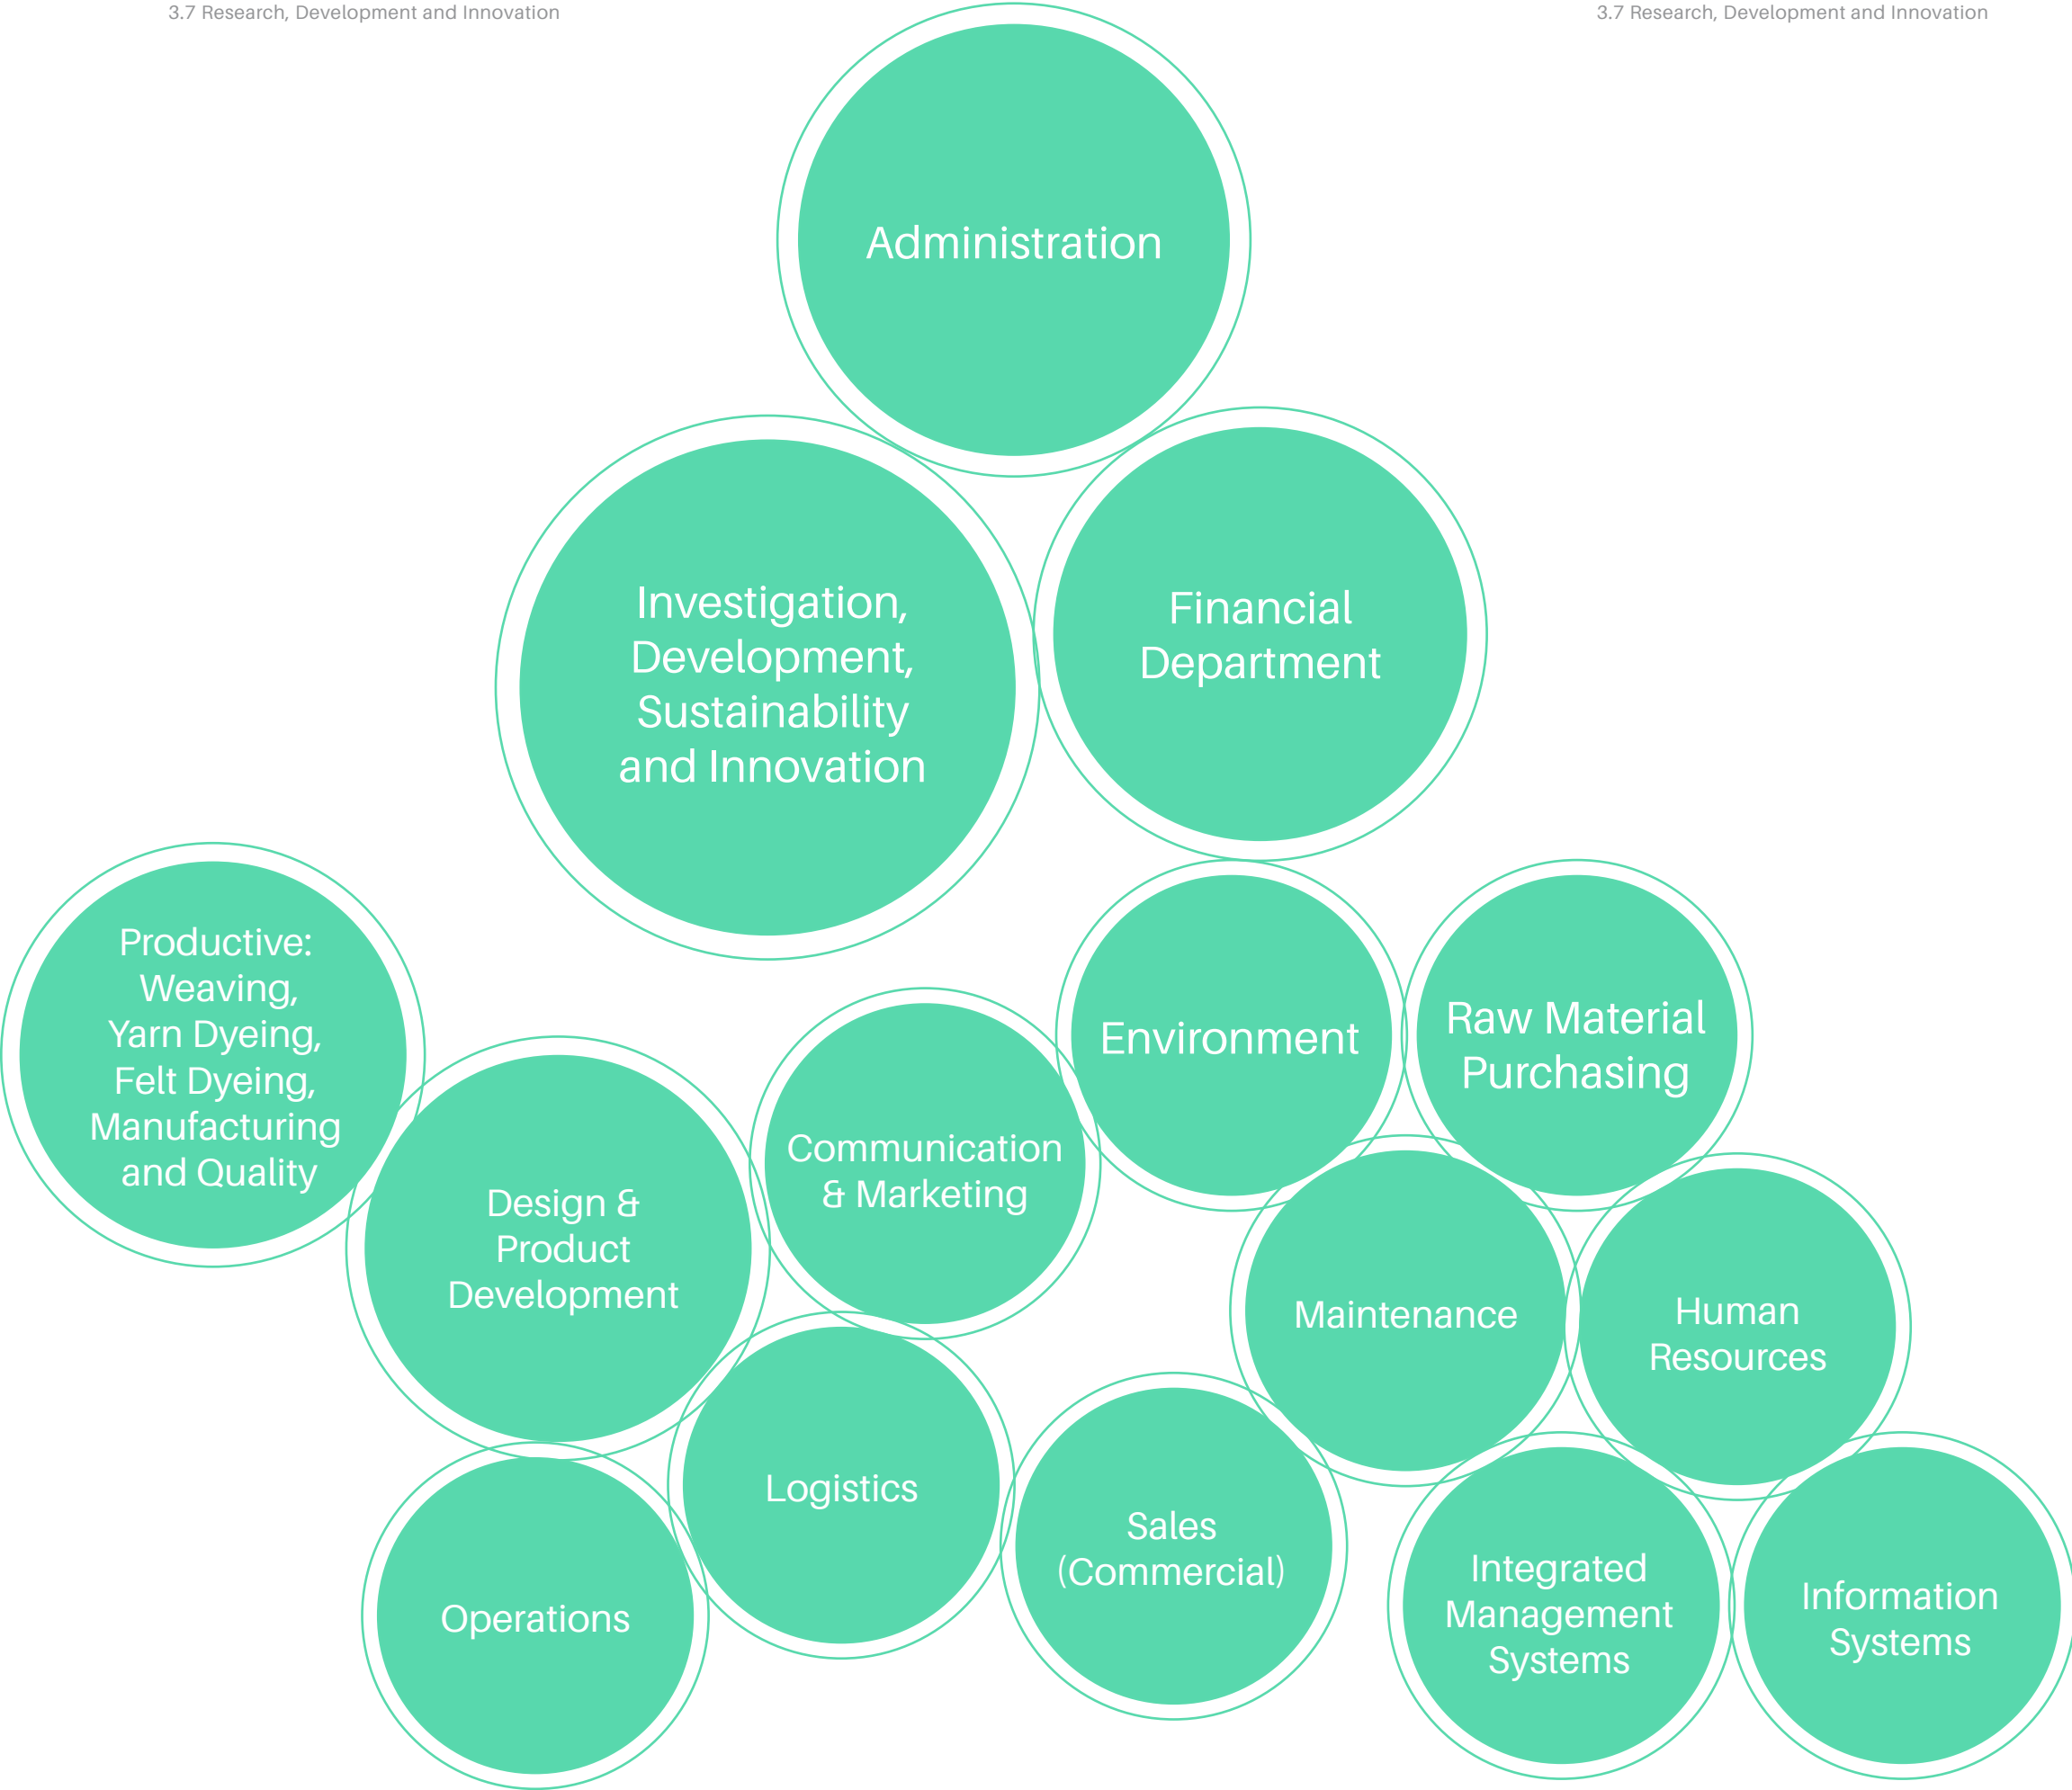 3.7 Research, Development and Innovation
3.7 Research, Development and Innovation
Administration
Investigation,
Development,
Sustainability
and Innovation
Financial
Department
Productive:
Weaving,
Yarn Dyeing,
Felt Dyeing,
Manufacturing
and Quality
Design &
Product
Development
Communication
& Marketing
Environment
Raw Material
Purchasing
Maintenance
Human
Resources
Logistics
Operations
Sales
(Commercial)
Integrated
Management
Systems
Information
Systems